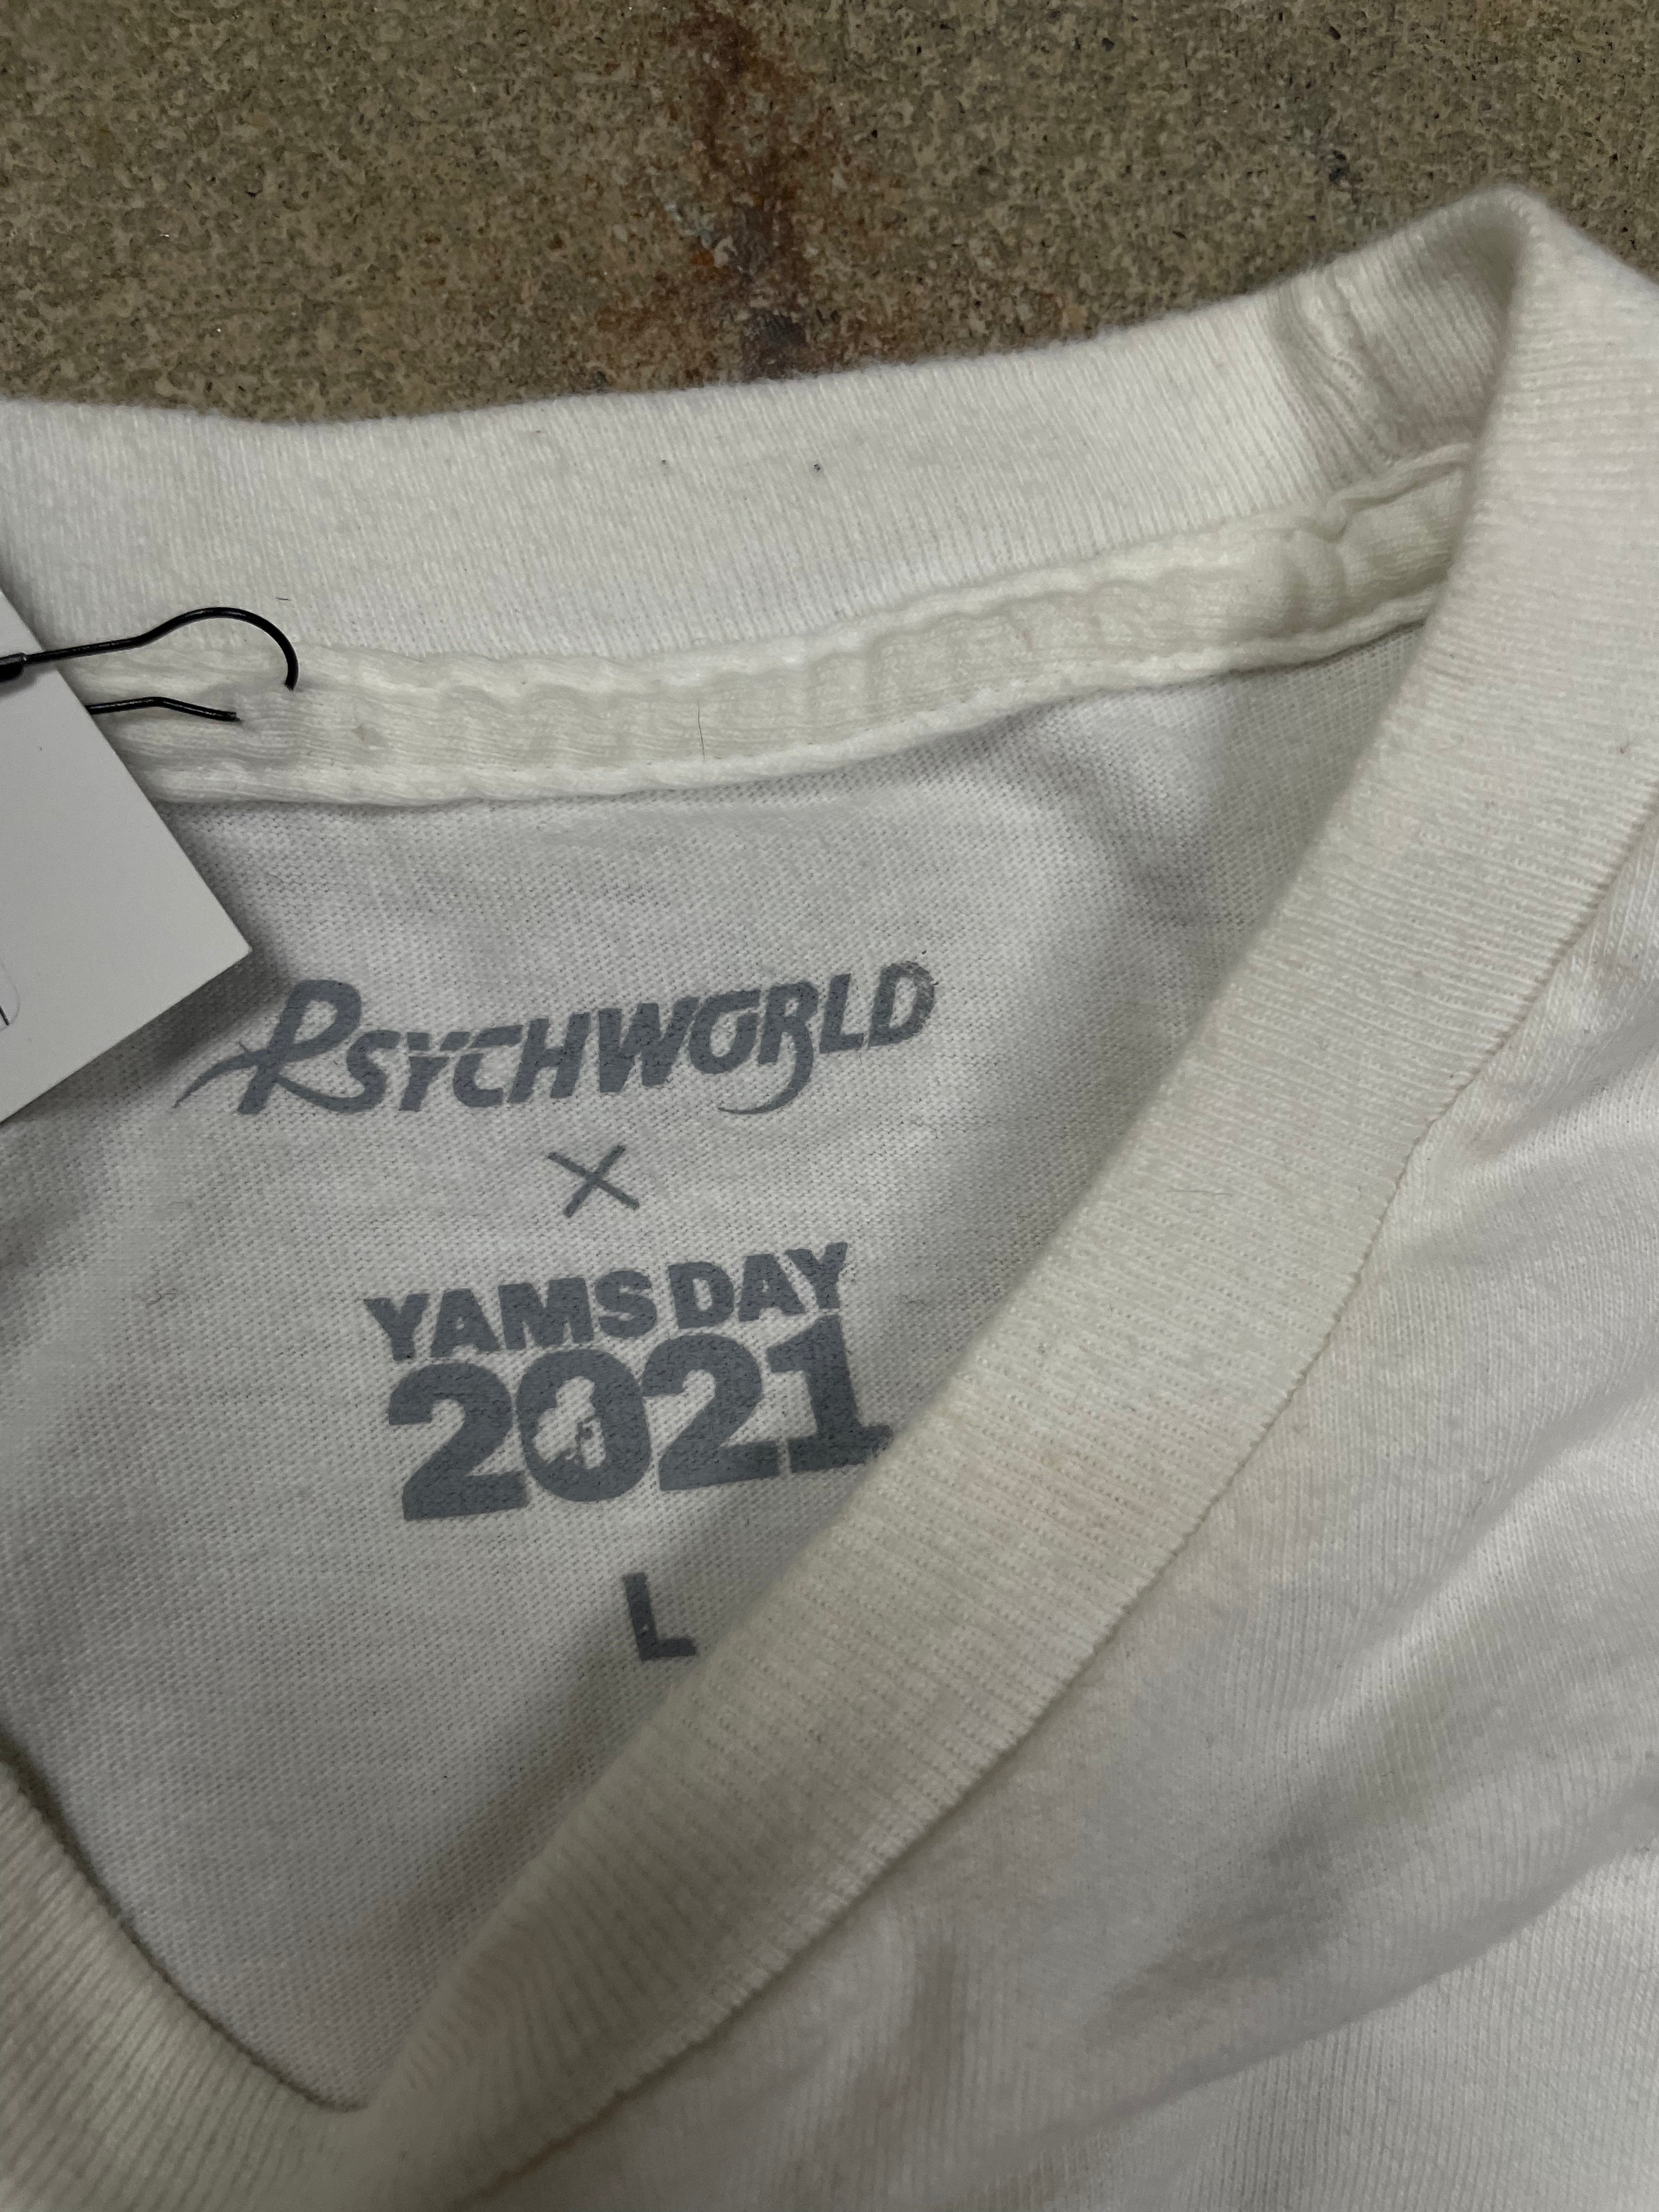 PSYCHWORLD
×
YAMS DAY
2021
L